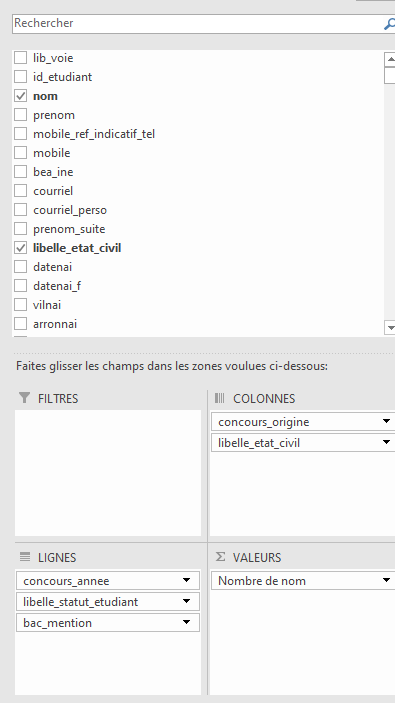 Rechercher
lib_voie
id_etudiant
nom
prenom
mobile_ref_indicatif_tel
mobile
bea_ine
courriel
courriel_perso
prenom_suite
libelle_etat_civil
datenai
datenai_f
vilnai
arronnai
Faites glisser les champs dans les zones voulues ci-dessous:
FILTRES
COLONNES
concours_origine
libelle_etat_civil
LIGNES
concours_annee
libelle_statut_etudiant
bac_mention
Σ VALEURS
Nombre de nom